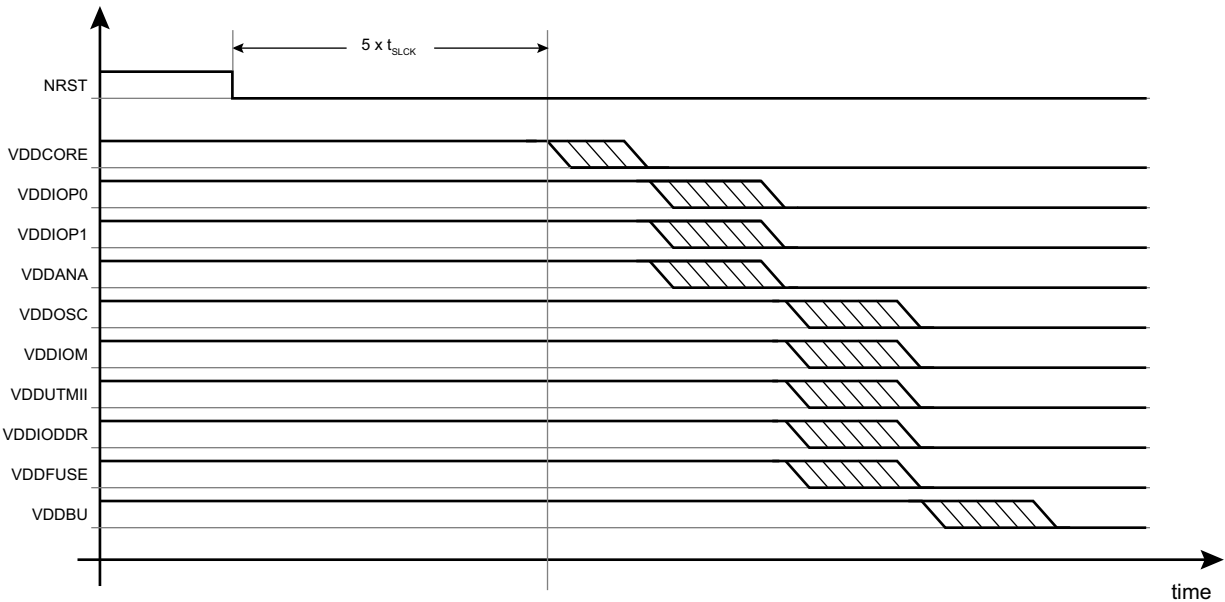 5 x tSLCK
NRST
VDDCORE
VDDIOP0
VDDIOP1
VDDANA
VDDOSC
VDDIOM
VDDUTMII
VDDIODDR
VDDFUSE
VDDBU
time